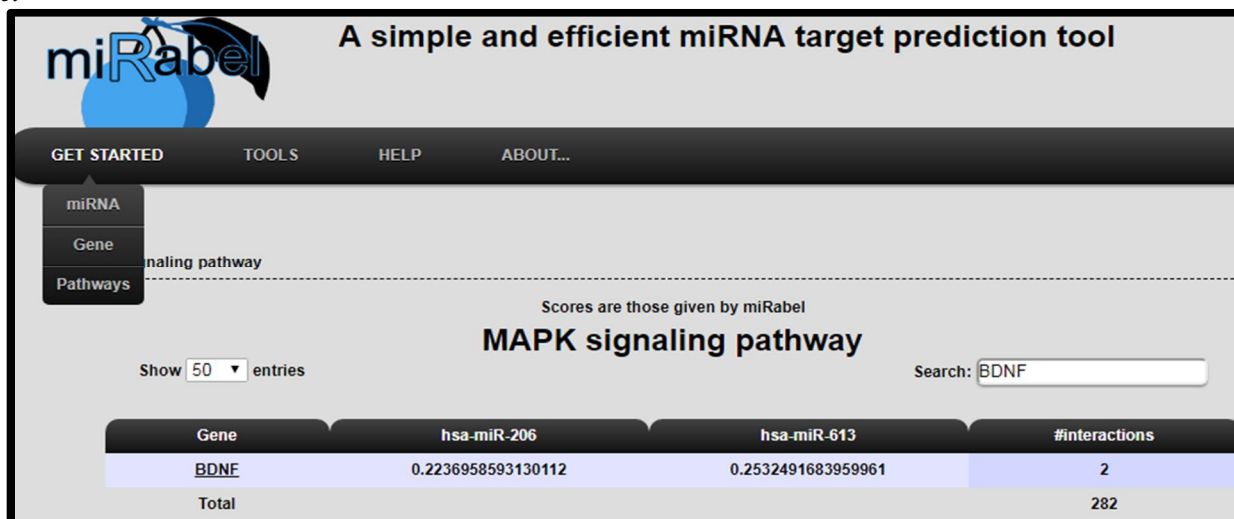 miRabel
A simple and efficient miRNA target prediction tool
GET STARTED TOOLS HELP ABOUT...
miRNA
Gene
naling pathway
Pathways
Scores are those given by miRabel
MAPK signaling pathway
Show 50 entries Search: BDNF
Gene hsa-miR-206 hsa-miR-613 #interactions
BDNF 0.2236958593130112 0.2532491683959961 2
Total 282